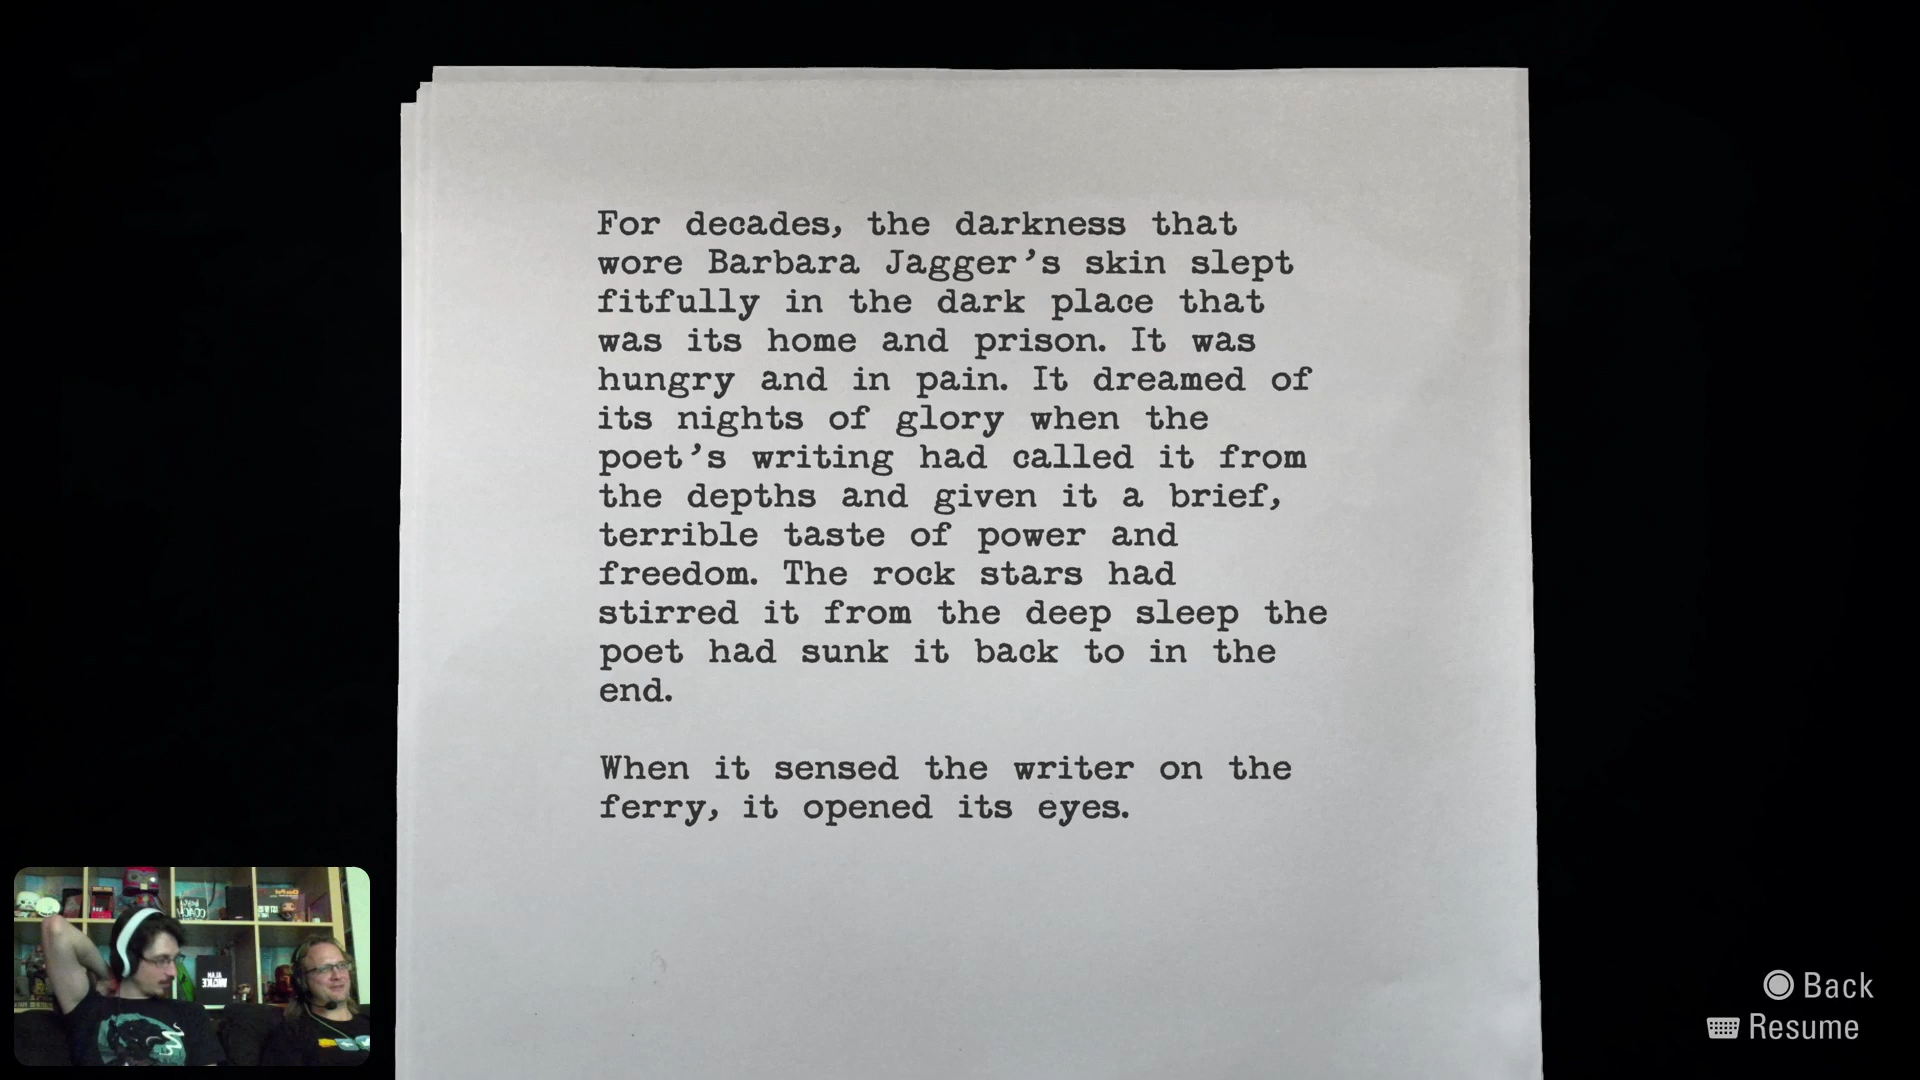 For decades, the darkness that
wore Barbara Jagger’s skin slept
fitfully in the dark place that
was its home and prison. It was
hungry and in pain. It dreamed of
its nights of glory when the
poet’s writing had called it from
the depths and given it a brief,
terrible taste of power and
freedom. The rock stars had
stirred it from the deep sleep the
poet had sunk it back to in the
end.
When it sensed the writer on the
ferry, it opened its eyes.
Back
Resume